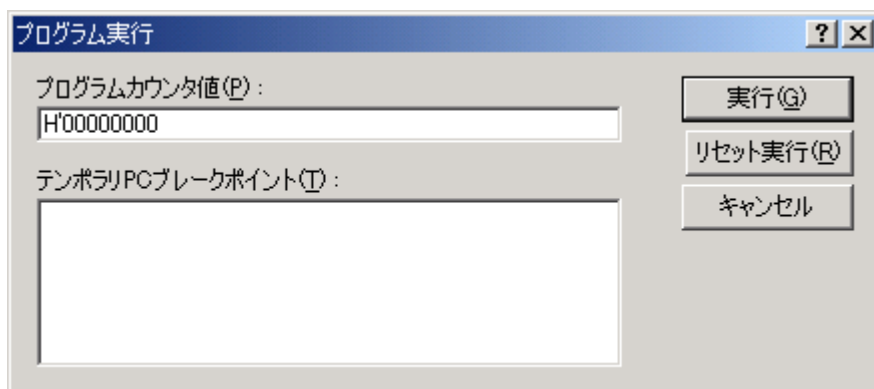 プログラム実行
プログラムカウンタ値(P) :
H'00000000
テンポラリPCブレークポイント(T) :
実行(G)
リセット実行(R)
キャンセル